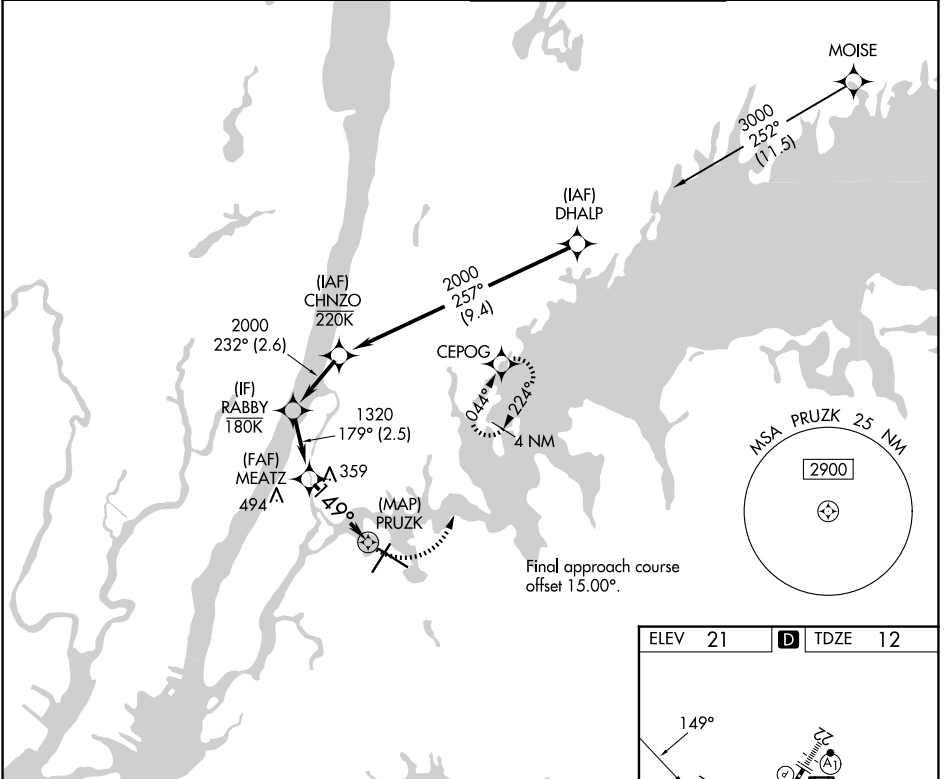 MOISE
3000
252°
(11.5)
(IAF)
DHALP
2000
257°
(9.4)
(IAF)
CHNZO
220K
2000
232° (2.6)
CEPOG
044°
224°
4 NM
(IF)
RABBY
180K
1320
179° (2.5)
(FAF)
MEATZ
359
494
149°
(MAP)
PRUZK
MSA PRUZK 25 NM
2900
Final approach course
offset 15.00°.
ELEV 21 D TDZE 12
149°
22
A1